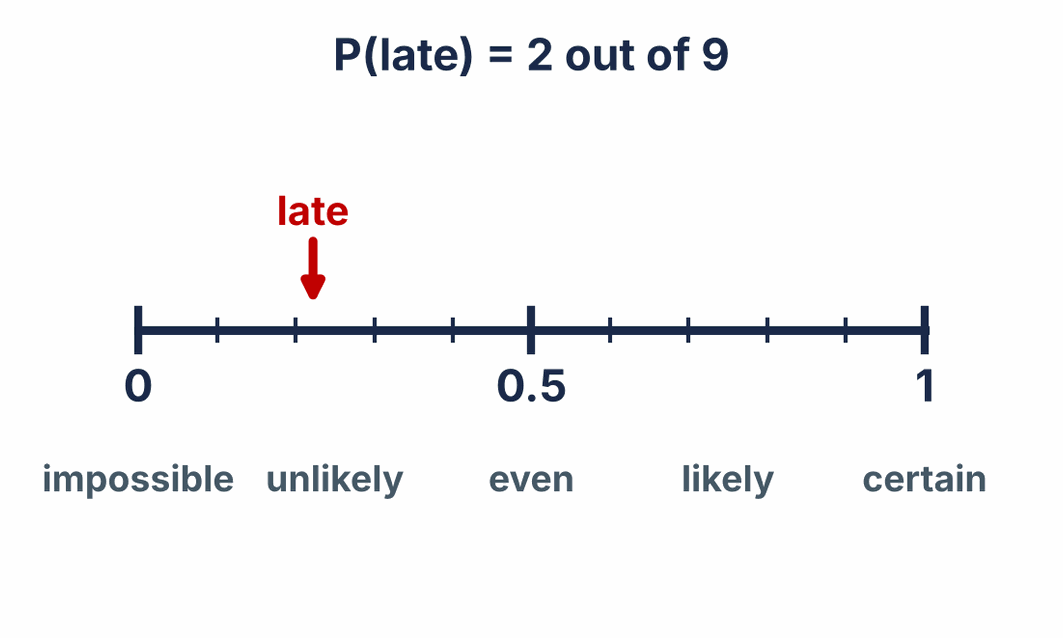 P(late) = 2 out of 9
late
0 0.5 1
impossible unlikely even likely certain